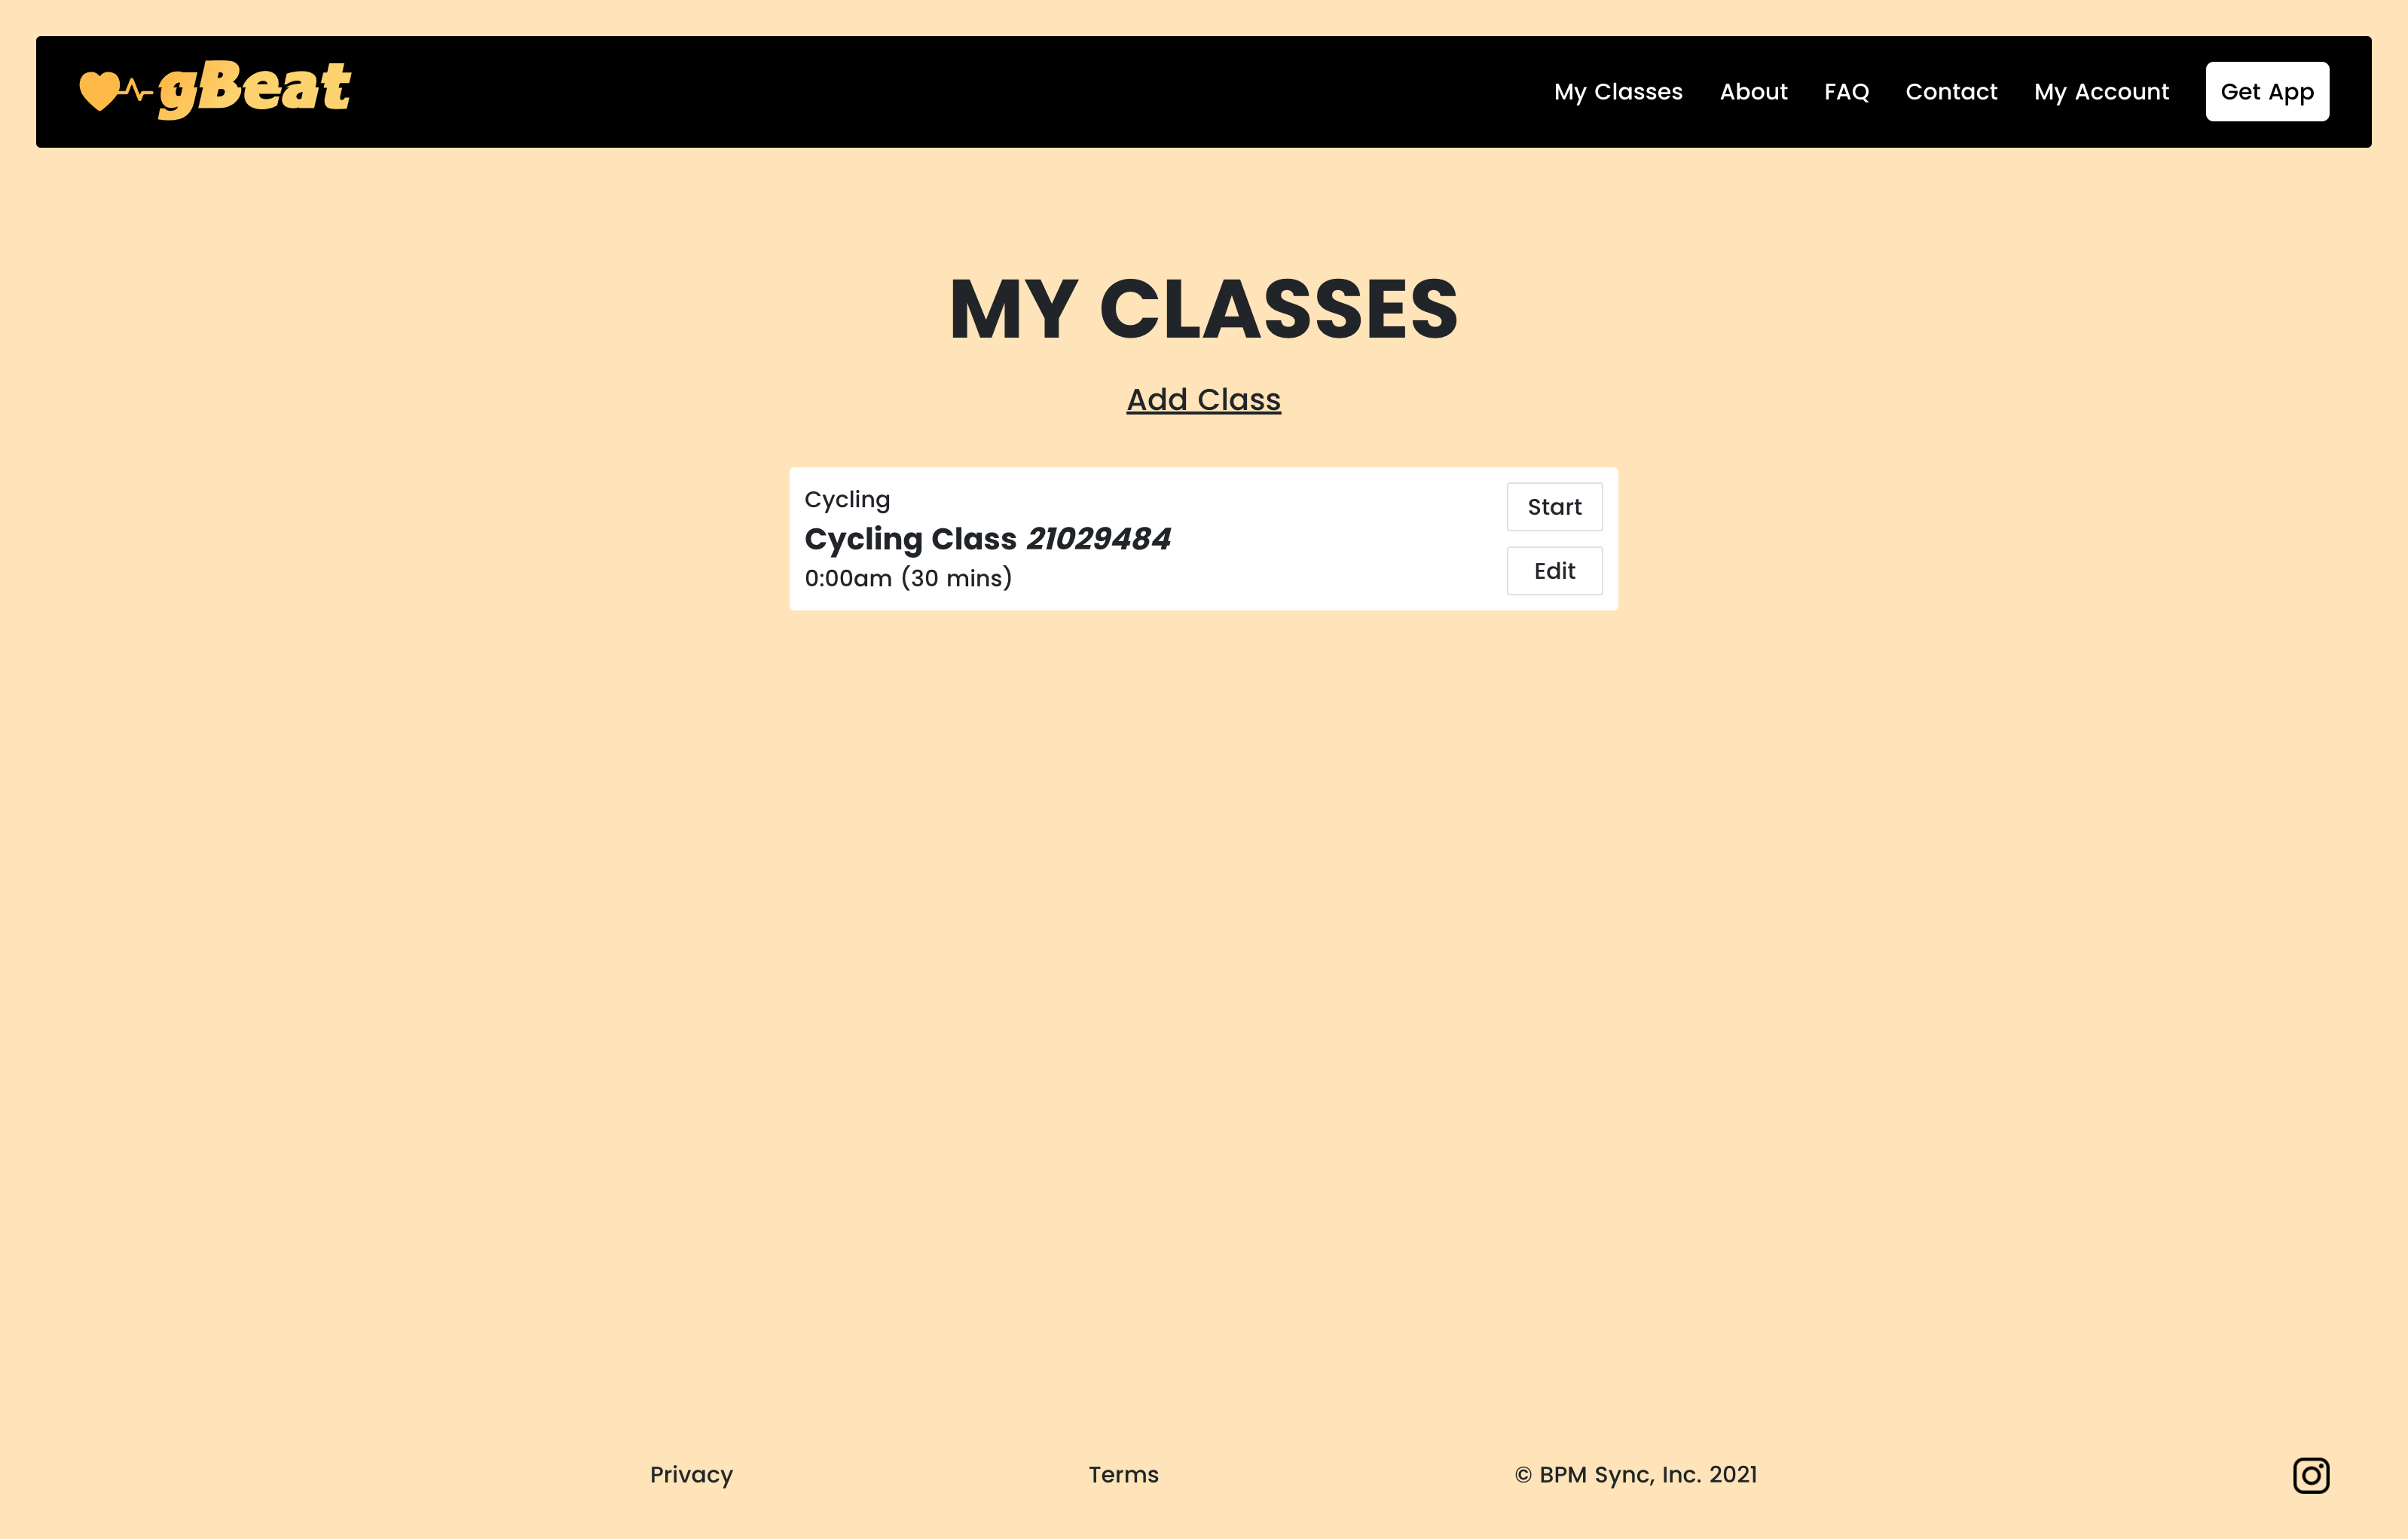 gBeat
My Classes
About
FAQ
Contact
My Account
Get App
MY CLASSES
Add Class
Cycling
Cycling Class 21029484
0:00am (30 mins)
Start
Edit
Privacy
Terms
© BPM Sync, Inc. 2021